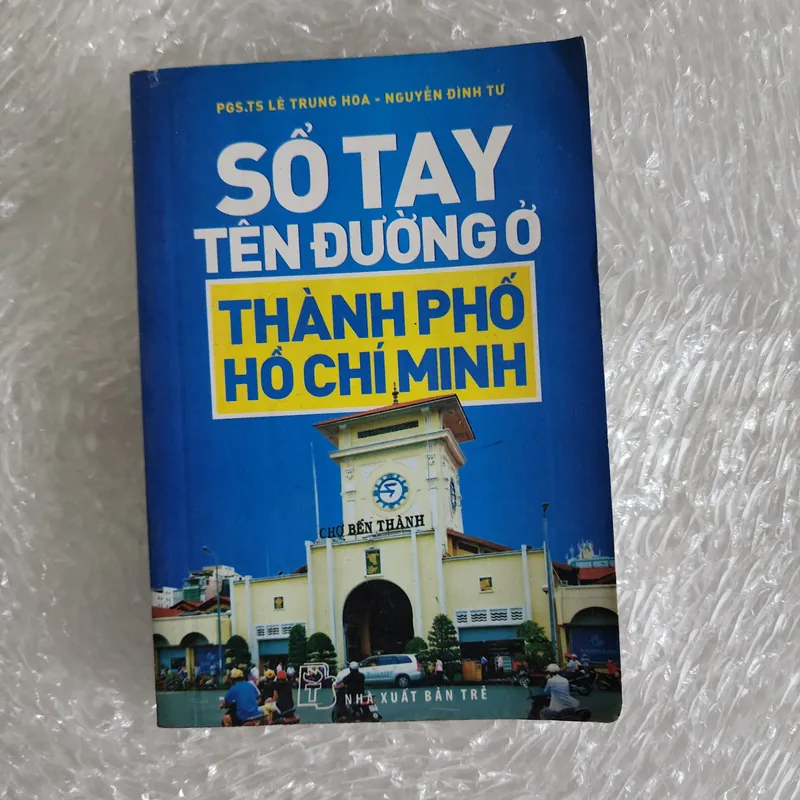 PGS.TS LÊ TRUNG HOA - NGUYỄN ĐÌNH TƯ
SỔ TAY
TÊN ĐƯỜNG Ở
THÀNH PHỐ
HỒ CHÍ MINH
CHỢ BẾN THÀNH
NHÀ XUẤT BẢN TRẺ